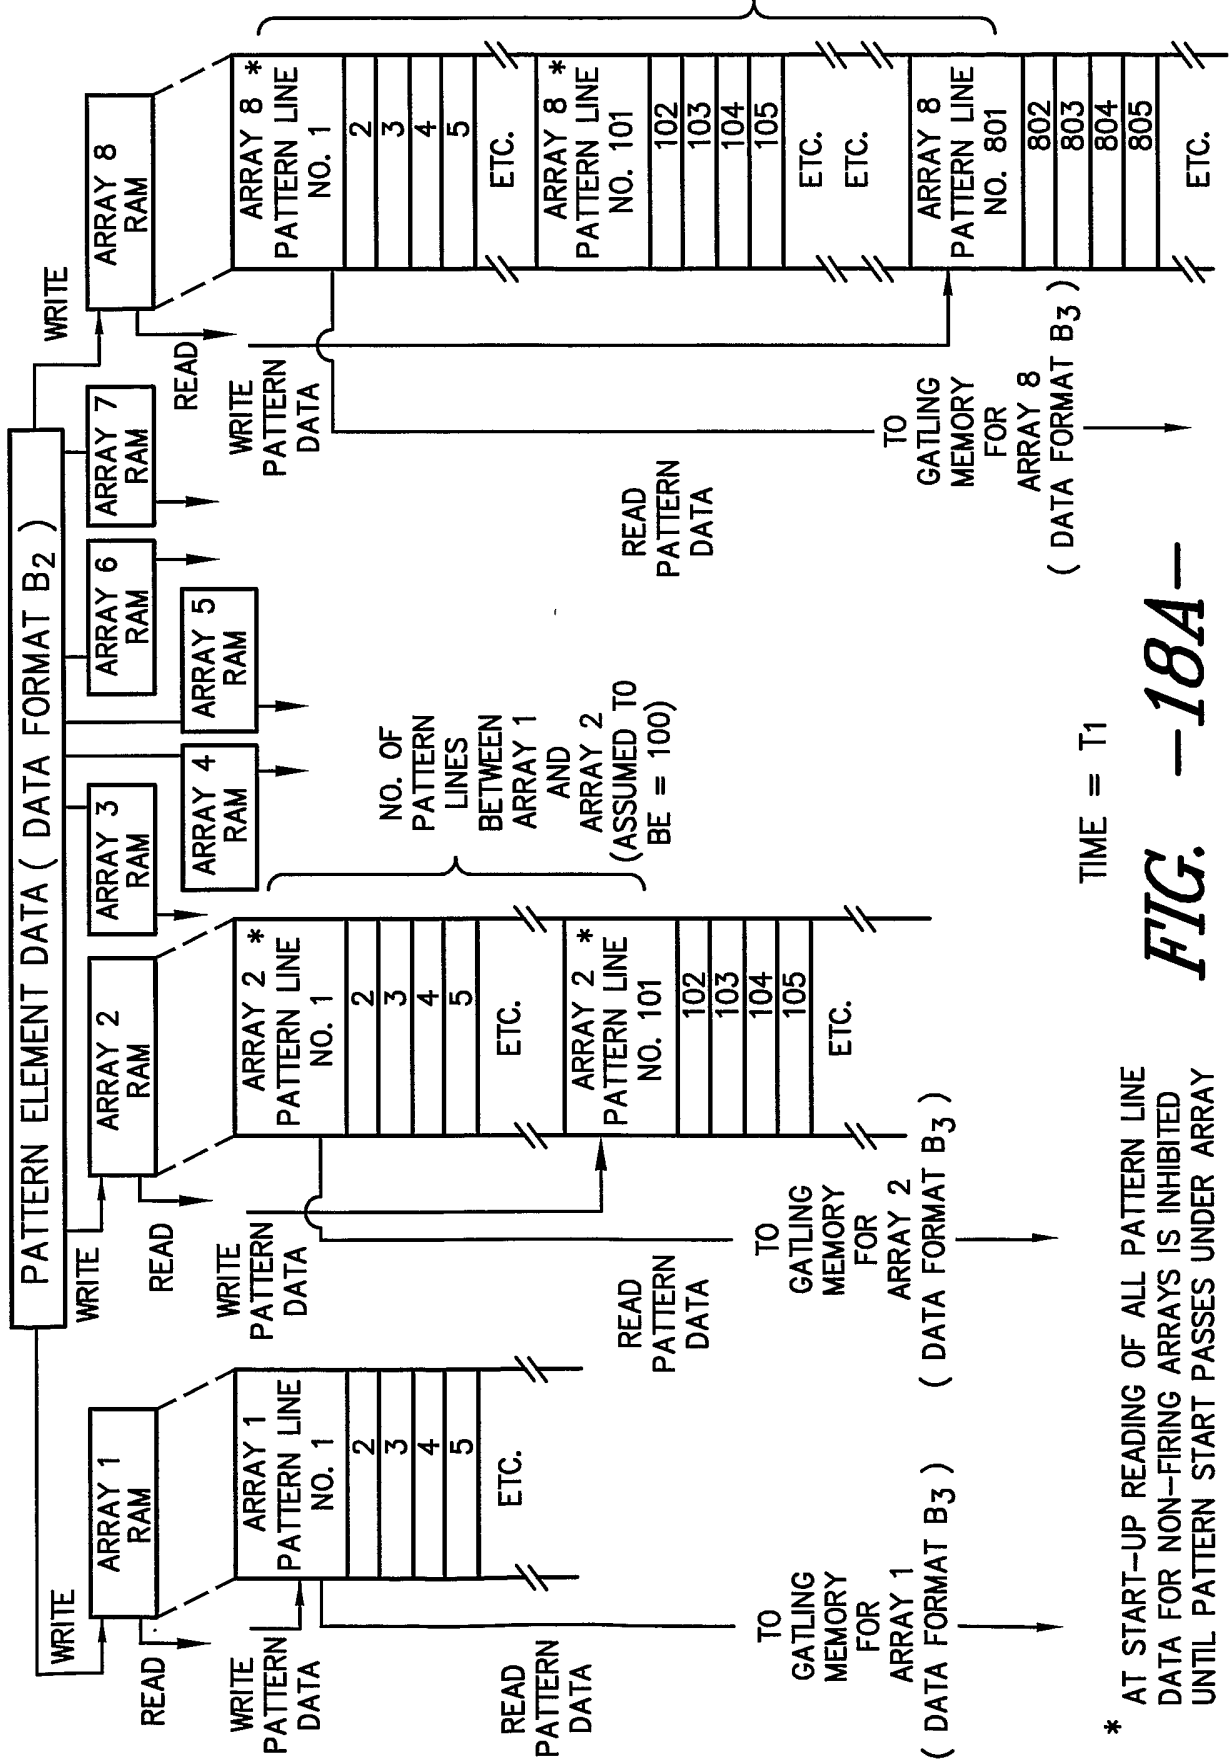 PATTERN ELEMENT DATA ( DATA FORMAT B2 )
WRITE
ARRAY 1
RAM
READ
WRITE
PATTERN
DATA
ARRAY 1
PATTERN LINE
NO. 1
2
3
4
5
ETC.
READ
PATTERN
DATA
TO
GATLING
MEMORY
FOR
ARRAY 1
( DATA FORMAT B3 )
WRITE
ARRAY 2
RAM
READ
WRITE
PATTERN
DATA
ARRAY 2 *
PATTERN LINE
NO. 1
2
3
4
5
ETC.
ARRAY 2 *
PATTERN LINE
NO. 101
102
103
104
105
ETC.
READ
PATTERN
DATA
TO
GATLING
MEMORY
FOR
ARRAY 2
( DATA FORMAT B3 )
ARRAY 3
RAM
ARRAY 4
RAM
ARRAY 5
RAM
ARRAY 6
RAM
ARRAY 7
RAM
NO. OF
PATTERN
LINES
BETWEEN
ARRAY 1
AND
ARRAY 2
(ASSUMED TO
BE = 100)
WRITE
ARRAY 8
RAM
READ
WRITE
PATTERN
DATA
ARRAY 8 *
PATTERN LINE
NO. 1
2
3
4
5
ETC.
ARRAY 8 *
PATTERN LINE
NO. 101
102
103
104
105
ETC.
ETC.
ARRAY 8
PATTERN LINE
NO. 801
802
803
804
805
ETC.
READ
PATTERN
DATA
TO
GATLING
MEMORY
FOR
ARRAY 8
( DATA FORMAT B3 )
TIME = T1
* AT START-UP READING OF ALL PATTERN LINE
DATA FOR NON-FIRING ARRAYS IS INHIBITED
UNTIL PATTERN START PASSES UNDER ARRAY
FIG. -18A-